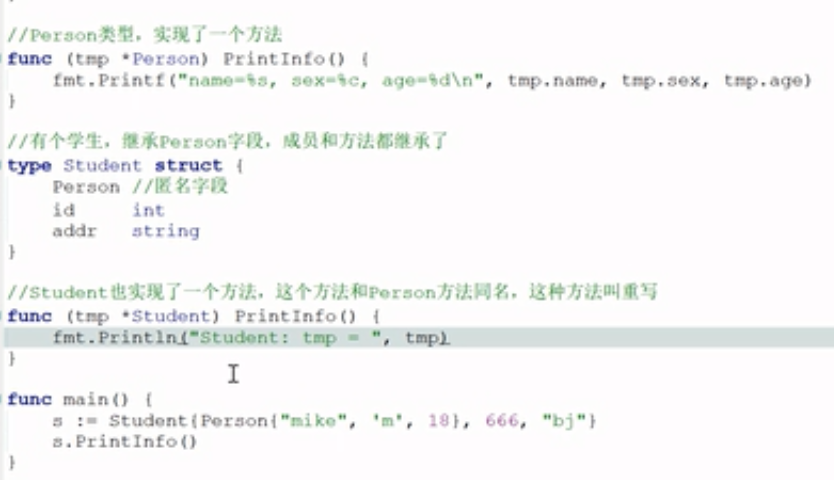 //Person类型，实现了一个方法
func (tmp *Person) PrintInfo() {
    fmt.Printf("name=%s, sex=%c, age=%d\n", tmp.name, tmp.sex, tmp.age)
}
//有个学生，继承Person字段，成员和方法都继承了
type Student struct {
    Person //匿名字段
    id     int
    addr   string
}
//Student也实现了一个方法，这个方法和Person方法同名，这种方法叫重写
func (tmp *Student) PrintInfo() {
    fmt.Println("Student: tmp = ", tmp)
}
func main() {
    s := Student{Person{"mike", 'm', 18}, 666, "bj"}
    s.PrintInfo()
}